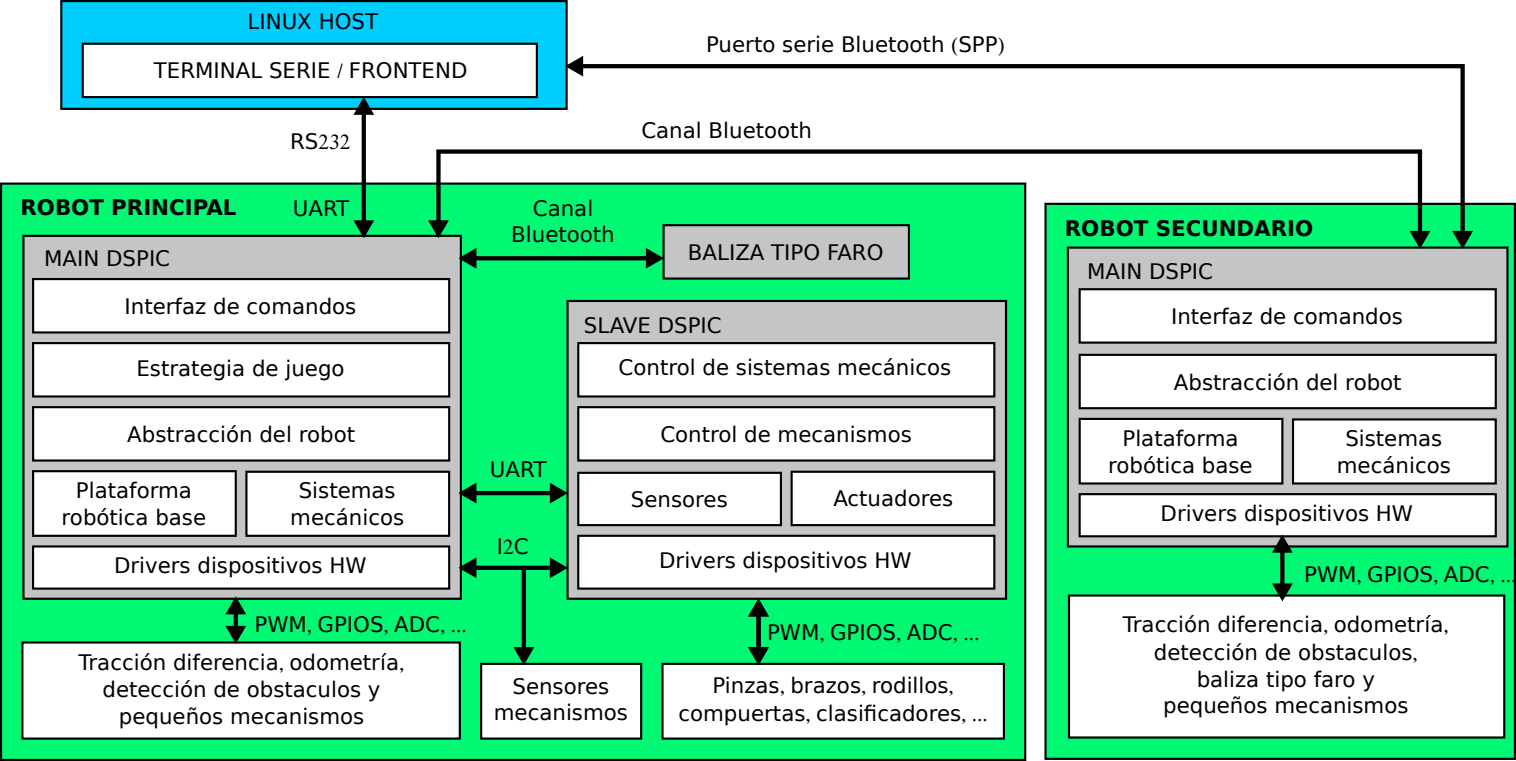 LINUX HOST
TERMINAL SERIE / FRONTEND
Puerto serie Bluetooth (SPP)
RS232
Canal Bluetooth
ROBOT PRINCIPAL
UART
MAIN DSPIC
Interfaz de comandos
Estrategia de juego
Abstracción del robot
Plataforma
robótica base
Sistemas
mecánicos
Drivers dispositivos HW
PWM, GPIOS, ADC, ...
Tracción diferencia, odometría,
detección de obstaculos y
pequeños mecanismos
Canal
Bluetooth
BALIZA TIPO FARO
UART
I2C
Sensores
mecanismos
SLAVE DSPIC
Control de sistemas mecánicos
Control de mecanismos
Sensores
Actuadores
Drivers dispositivos HW
PWM, GPIOS, ADC, ...
Pinzas, brazos, rodillos,
compuertas, clasificadores, ...
ROBOT SECUNDARIO
MAIN DSPIC
Interfaz de comandos
Abstracción del robot
Plataforma
robótica base
Sistemas
mecánicos
Drivers dispositivos HW
PWM, GPIOS, ADC, ...
Tracción diferencia, odometría,
detección de obstaculos,
baliza tipo faro y
pequeños mecanismos